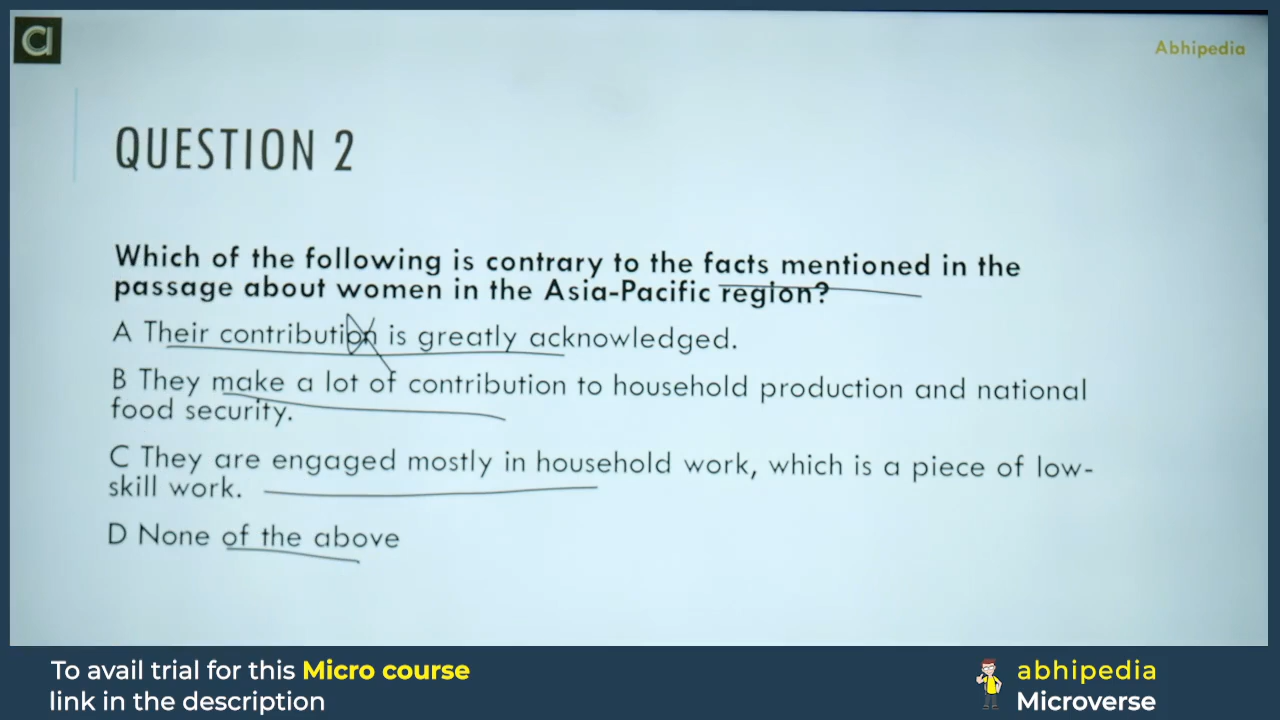 Abhipedia
QUESTION 2
Which of the following is contrary to the facts mentioned in the
passage about women in the Asia-Pacific region?
A Their contribution is greatly acknowledged.
B They make a lot of contribution to household production and national
food security.
C They are engaged mostly in household work, which is a piece of low-
skill work.
D None of the above
To avail trial for this Micro course
link in the description
abhipedia
Microverse